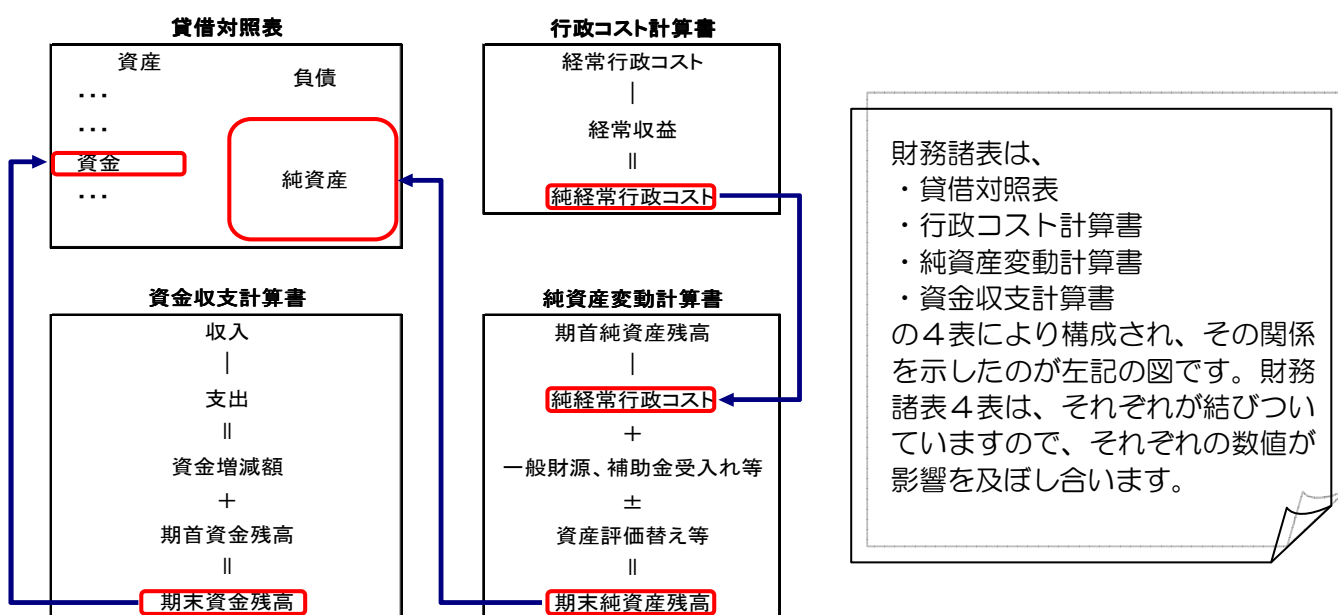 貸借対照表
資産
負債
・・・
・・・
資金
純資産
・・・
行政コスト計算書
経常行政コスト
|
経常収益
||
純経常行政コスト
資金収支計算書
収入
|
支出
||
資金増減額
+
期首資金残高
||
期末資金残高
純資産変動計算書
期首純資産残高
|
純経常行政コスト
+
一般財源、補助金受入れ等
±
資産評価替え等
||
期末純資産残高
財務諸表は、
・貸借対照表
・行政コスト計算書
・純資産変動計算書
・資金収支計算書
の4表により構成され、その関係
を示したのが左記の図です。財務
諸表4表は、それぞれが結びつい
ていますので、それぞれの数値が
影響を及ぼし合います。